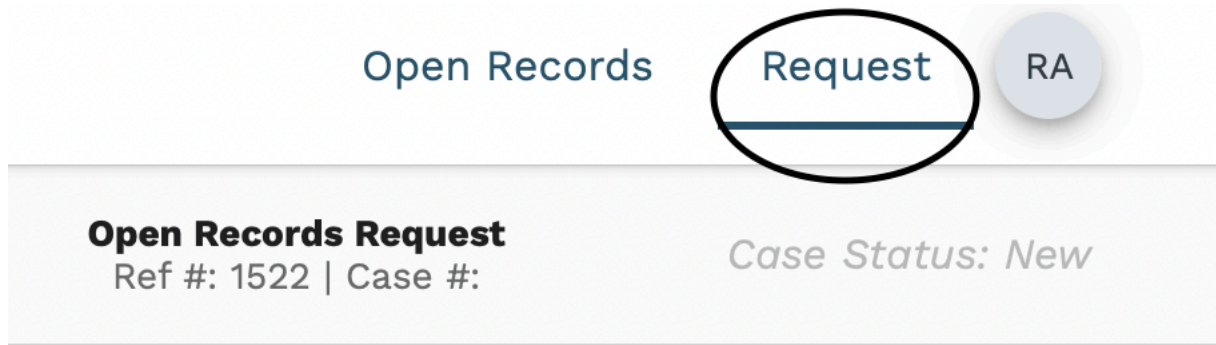 Open Records Request RA
Open Records Request
Ref #: 1522 | Case #:
Case Status: New